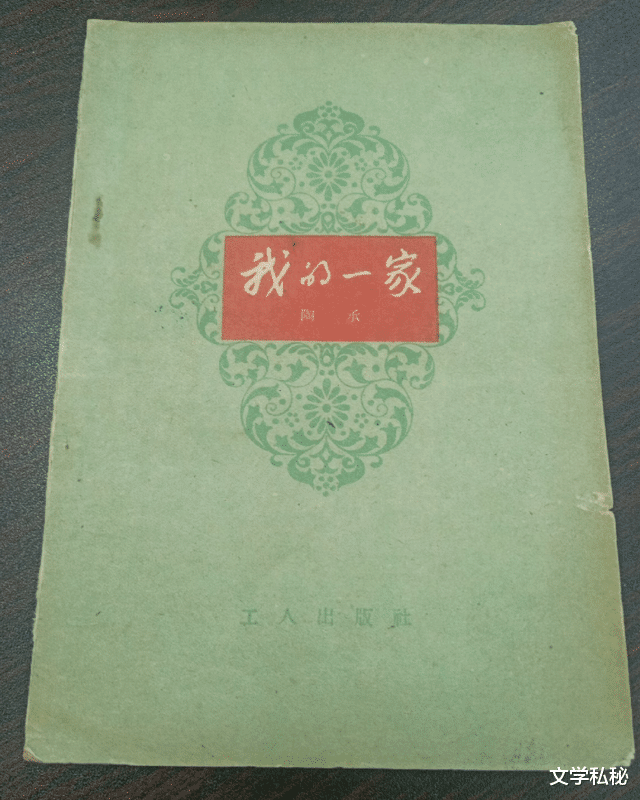 我的一家
陶承
工人出版社
文学私秘